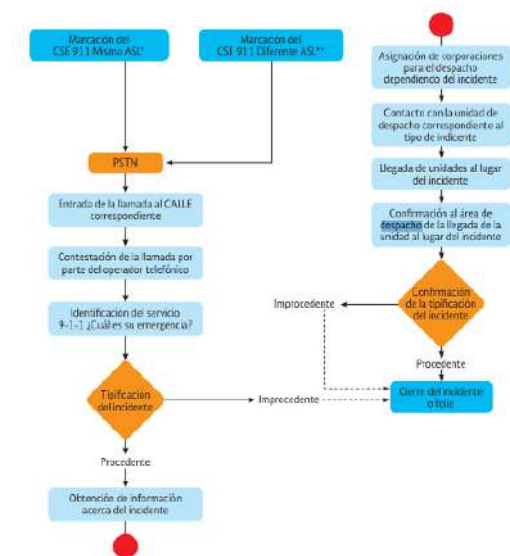 Marcación del
CSE 911 Misma ASL*
Marcación del
CSE 911 Diferente ASL**
PSTN
Entrada de la llamada al CALLE
correspondiente
Contestación de la llamada por
parte del operador telefónico
Identificación del servicio
9-1-1 ¿Cuál es su emergencia?
Tipificación
del incidente
Improcedente
Procedente
Obtención de información
acerca del incidente
Asignación de corporaciones
para el despacho
dependiendo del incidente
Contacto con la unidad de
despacho correspondiente al
tipo de indicente
Llegada de unidades al lugar
del incidente
Confirmación al área de
despacho de la llegada de la
unidad al lugar del incidente
Confirmación
de la tipificación
del incidente
Improcedente
Procedente
Cierre del incidente
o folio